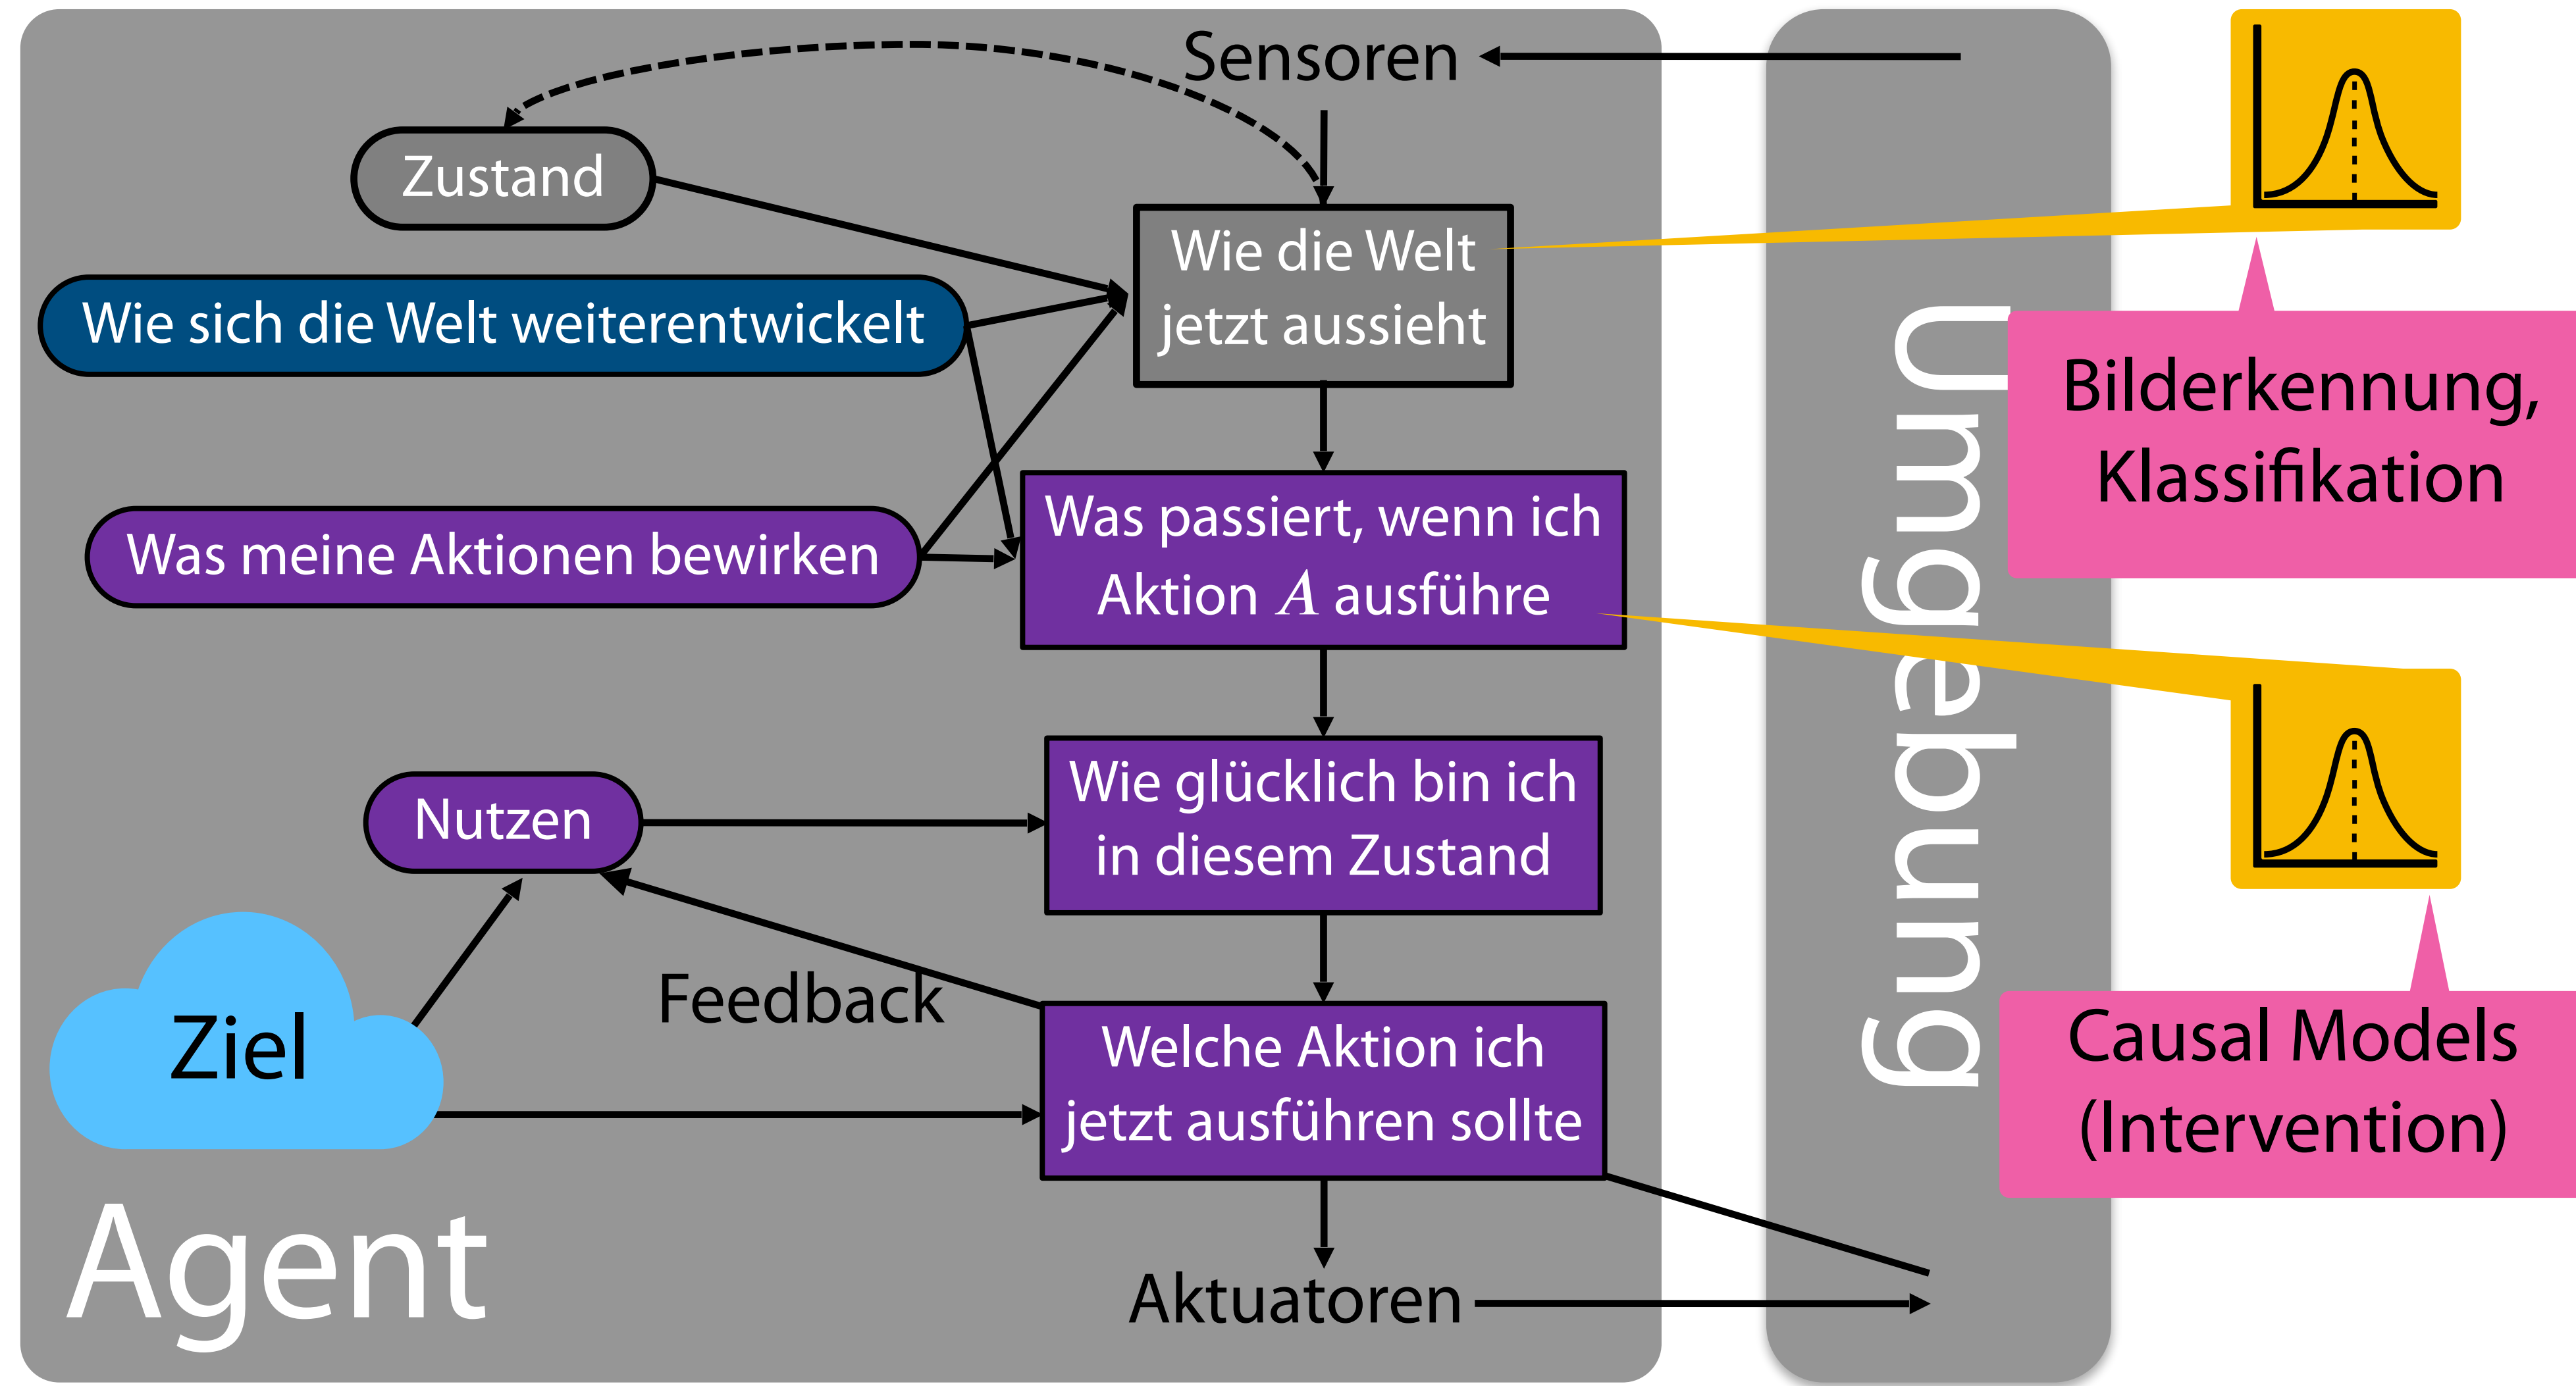 Sensoren
Zustand
Wie die Welt
jetzt aussieht
Wie sich die Welt weiterentwickelt
Was meine Aktionen bewirken
Was passiert, wenn ich
Aktion A ausführe
Nutzen
Wie glücklich bin ich
in diesem Zustand
Feedback
Ziel
Welche Aktion ich
jetzt ausführen sollte
Agent
Aktuatoren
Umgebung
Bilderkennung,
Klassifikation
Causal Models
(Intervention)